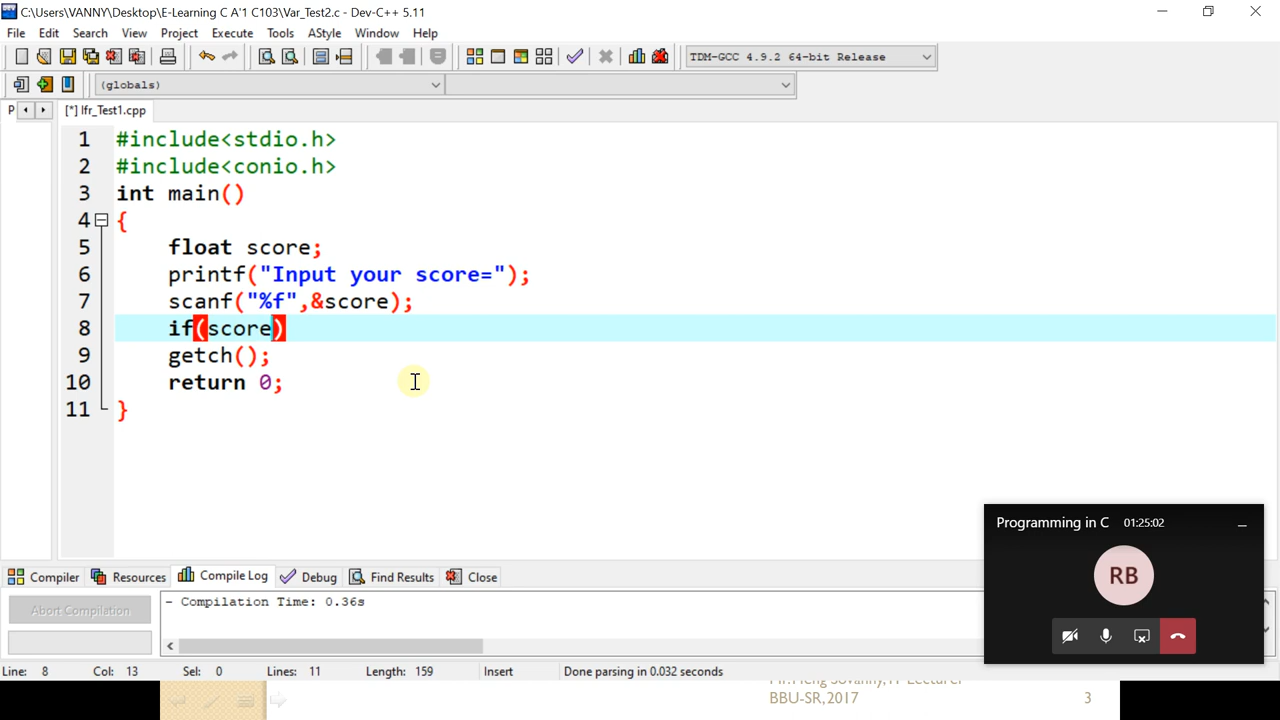 C:\Users\VANNY\Desktop\E-Learning C A'1 C103\Var_Test2.c - Dev-C++ 5.11
File Edit Search View Project Execute Tools AStyle Window Help
TDM-GCC 4.9.2 64-bit Release
(globals)
P [*] Ifr_Test1.cpp
1 #include<stdio.h>
2 #include<conio.h>
3 int main()
4 {
5 float score;
6 printf("Input your score=");
7 scanf("%f",&score);
8 if(score)
9 getch();
10 return 0;
11 }
Programming in C 01:25:02
RB
Compiler Resources Compile Log Debug Find Results Close
Abort Compilation
- Compilation Time: 0.36s
Line: 8 Col: 13 Sel: 0 Lines: 11 Length: 159 Insert Done parsing in 0.032 seconds
BBU-SR,2017
3